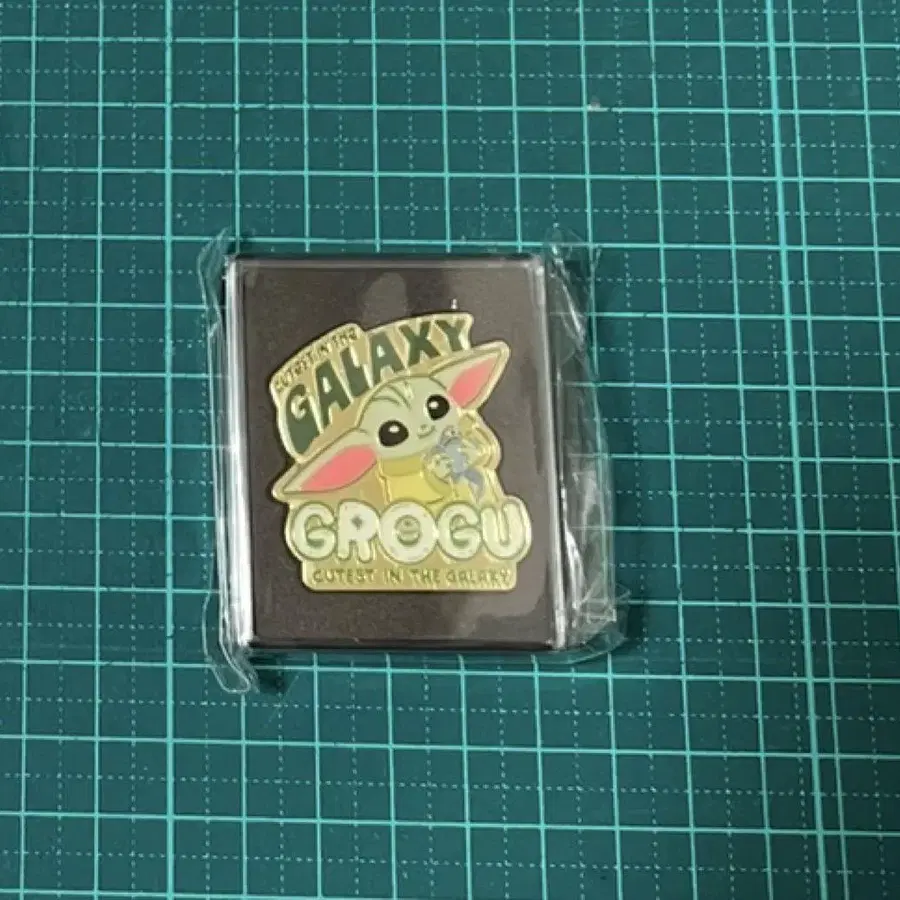 CUTEST IN THE
GALAXY
GROGU
CUTEST IN THE GALAXY